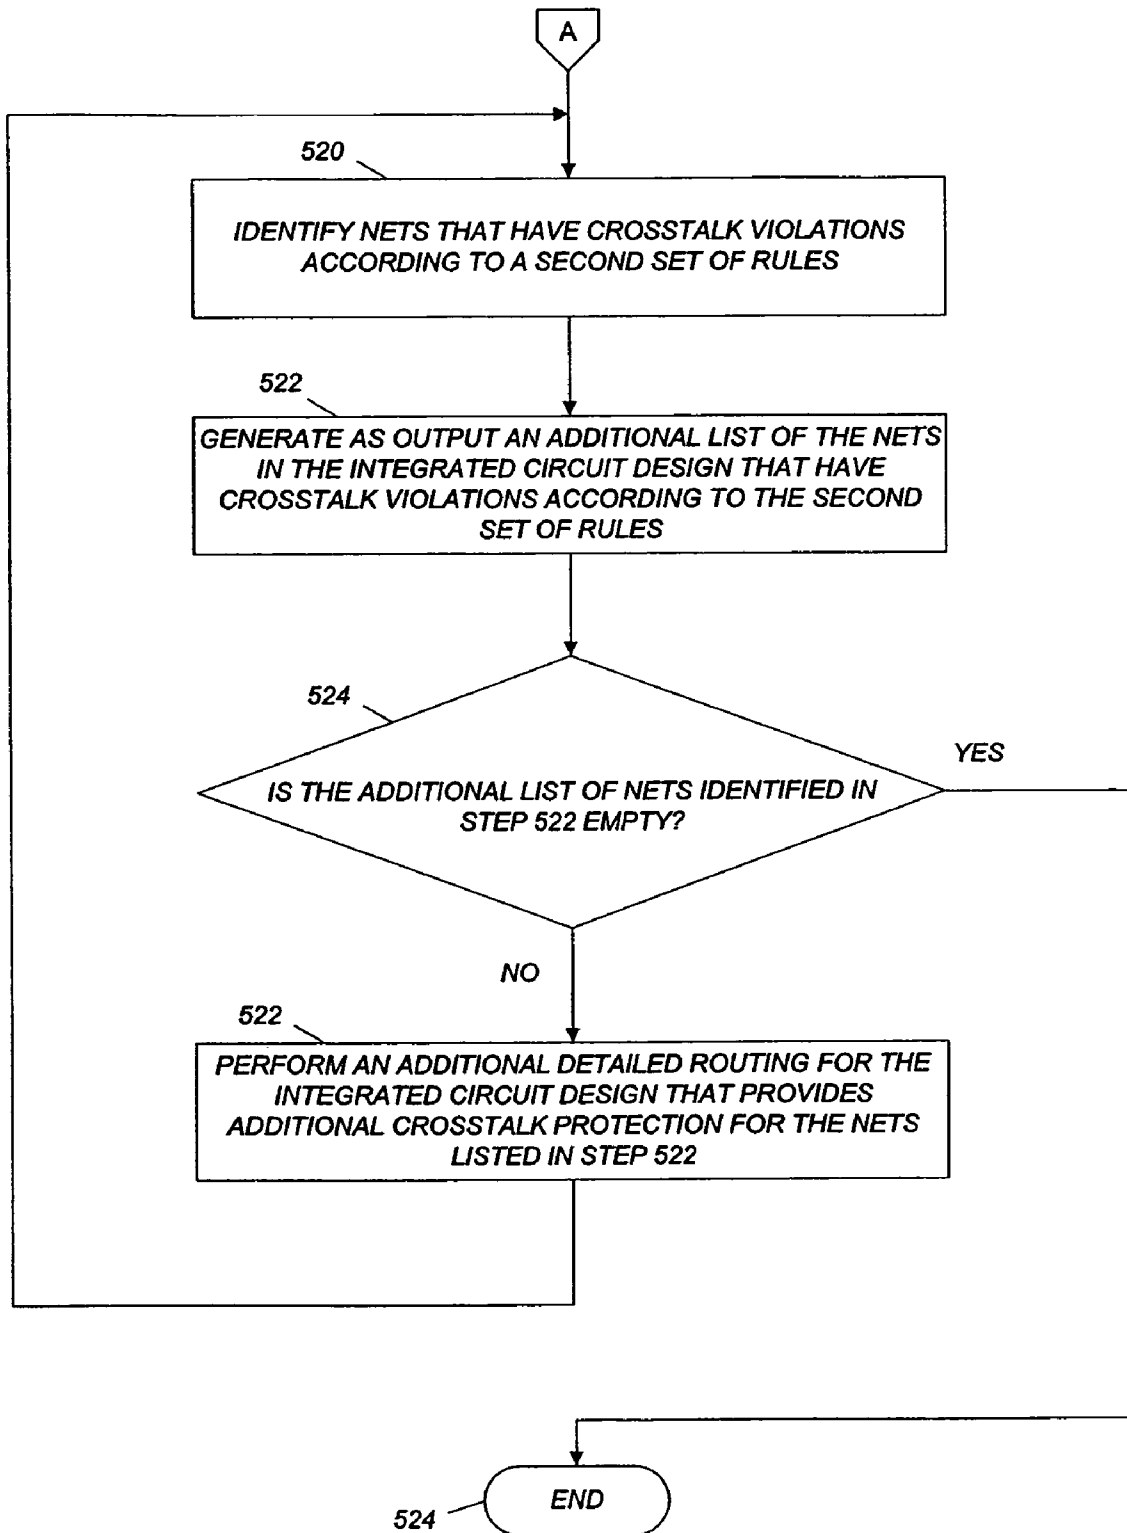 A
520
IDENTIFY NETS THAT HAVE CROSSTALK VIOLATIONS
ACCORDING TO A SECOND SET OF RULES
522
GENERATE AS OUTPUT AN ADDITIONAL LIST OF THE NETS
IN THE INTEGRATED CIRCUIT DESIGN THAT HAVE
CROSSTALK VIOLATIONS ACCORDING TO THE SECOND
SET OF RULES
524
YES
IS THE ADDITIONAL LIST OF NETS IDENTIFIED IN
STEP 522 EMPTY?
NO
522
PERFORM AN ADDITIONAL DETAILED ROUTING FOR THE
INTEGRATED CIRCUIT DESIGN THAT PROVIDES
ADDITIONAL CROSSTALK PROTECTION FOR THE NETS
LISTED IN STEP 522
END
524